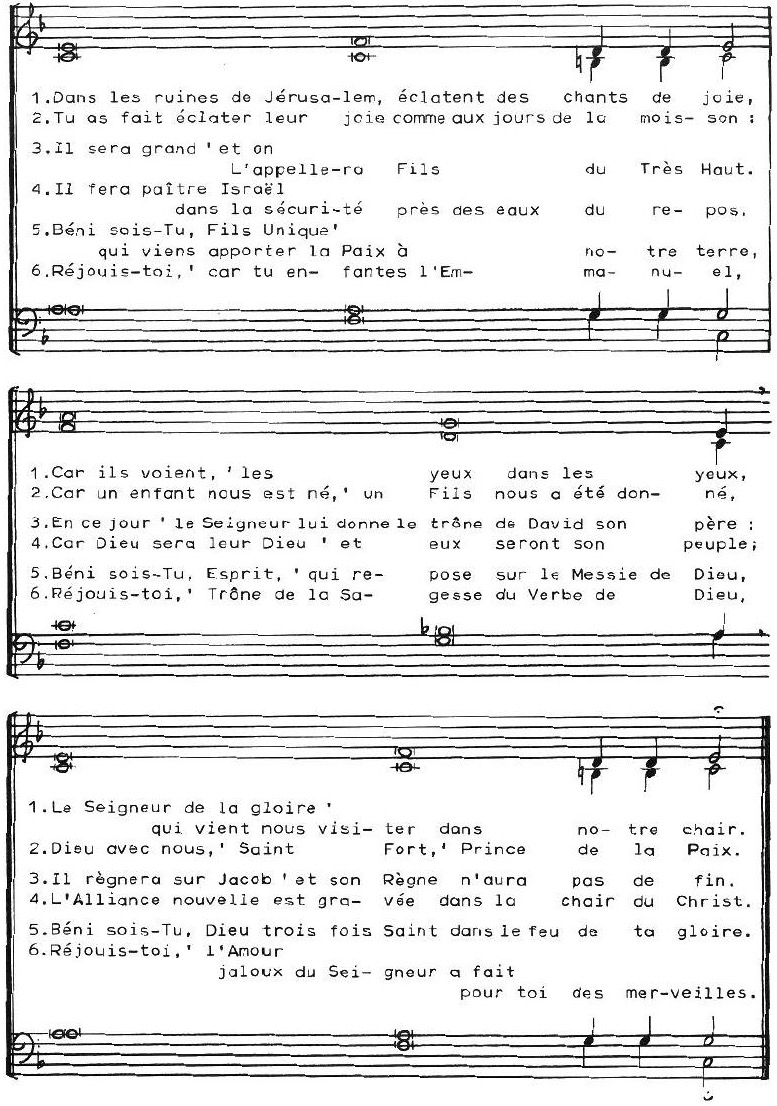 1.Dans les ruines de Jérusa-lem, éclatent des chants de joie,
2.Tu as fait éclater leur joie comme aux jours de la mois- son :
3.Il sera grand ' et on
L'appelle-ra Fils du Très Haut.
4.Il fera paître Israël
dans la sécuri-té près des eaux du re- pos.
5.Béni sois-Tu, Fils Unique'
qui viens apporter la Paix à no- tre terre,
6.Réjouis-toi,' car tu en- fantes l'Em- ma- nu- el,
1.Car ils voient, ' les yeux dans les yeux,
2.Car un enfant nous est né,' un Fils nous a été don- né,
3.En ce jour ' le Seigneur lui donne le trône de David son père :
4.Car Dieu sera leur Dieu ' et eux seront son peuple;
5.Béni sois-Tu, Esprit, ' qui re- pose sur le Messie de Dieu,
6.Réjouis-toi,' Trône de la Sa- gesse du Verbe de Dieu,
1.Le Seigneur de la gloire '
qui vient nous visi- ter dans no- tre chair.
2.Dieu avec nous,' Saint Fort,' Prince de la Paix.
3.Il règnera sur Jacob ' et son Règne n'aura pas de fin.
4.L'Alliance nouvelle est gra- vée dans la chair du Christ.
5.Béni sois-Tu, Dieu trois fois Saint dans le feu de ta gloire.
6.Réjouis-toi,' l'Amour
jaloux du Sei- gneur a fait
pour toi des mer-veilles.